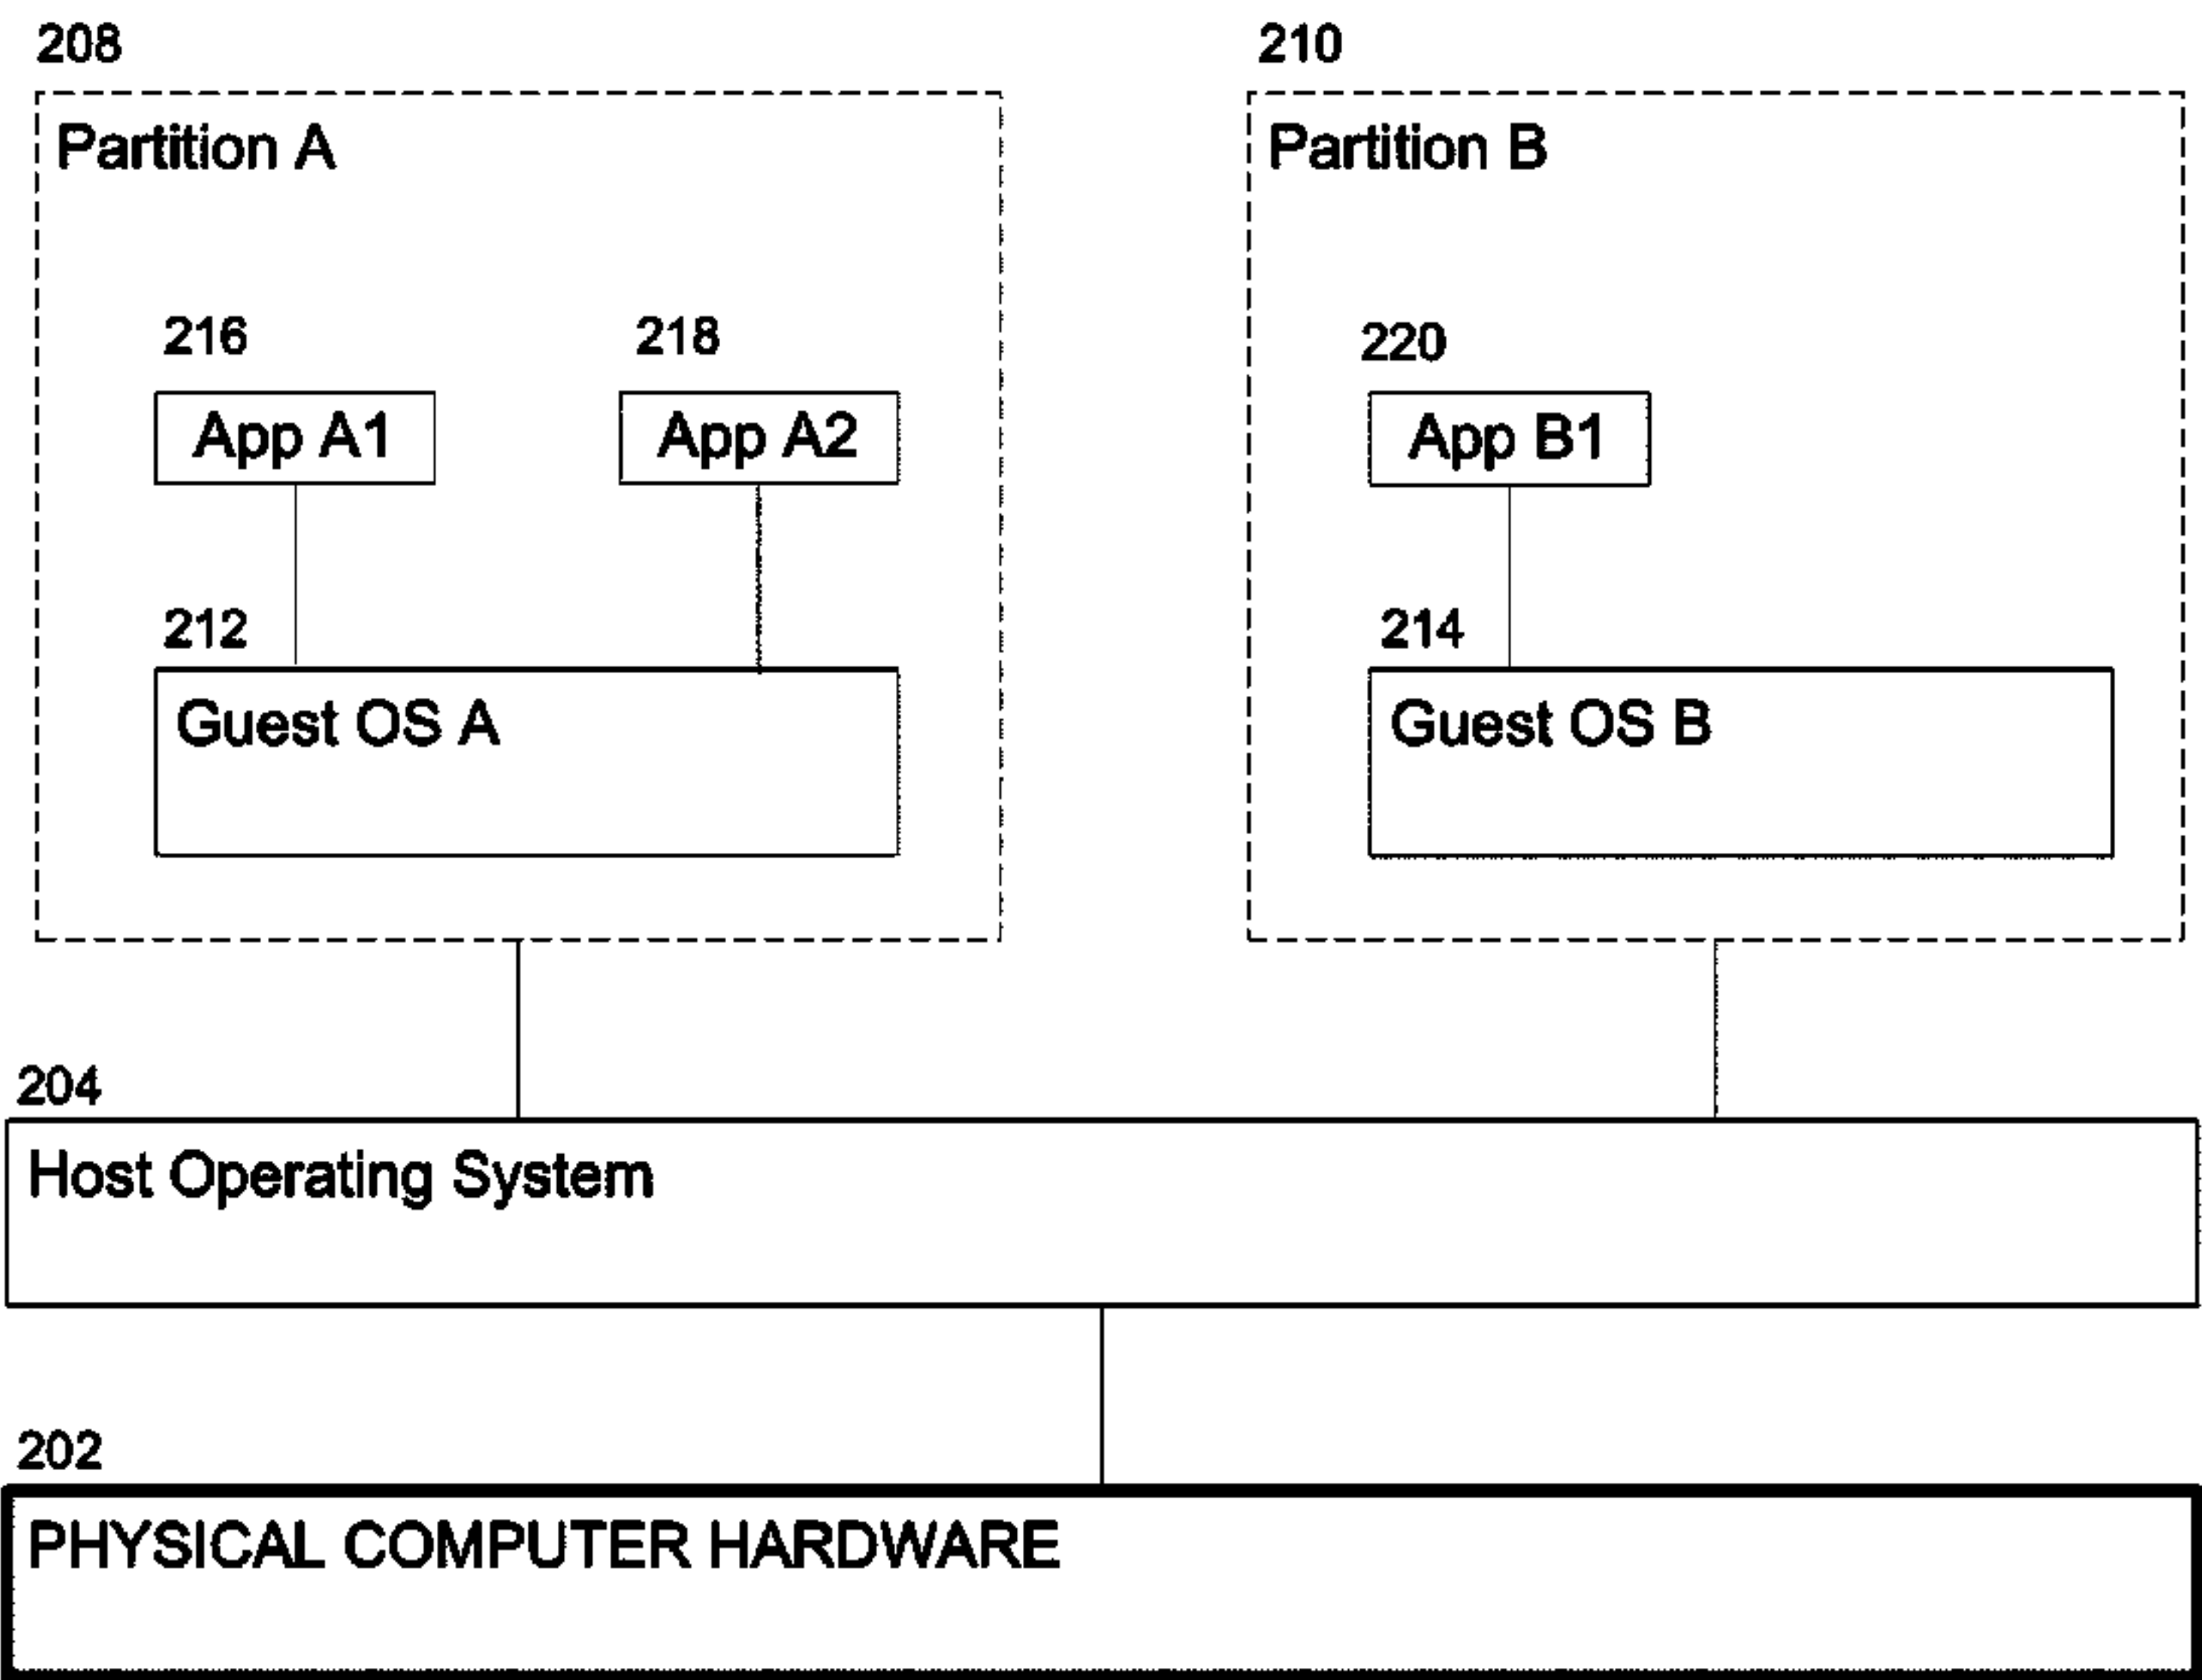 208
210
Partition A
Partition B
216
218
220
App A1
App A2
App B1
212
214
Guest OS A
Guest OS B
204
Host Operating System
202
PHYSICAL COMPUTER HARDWARE